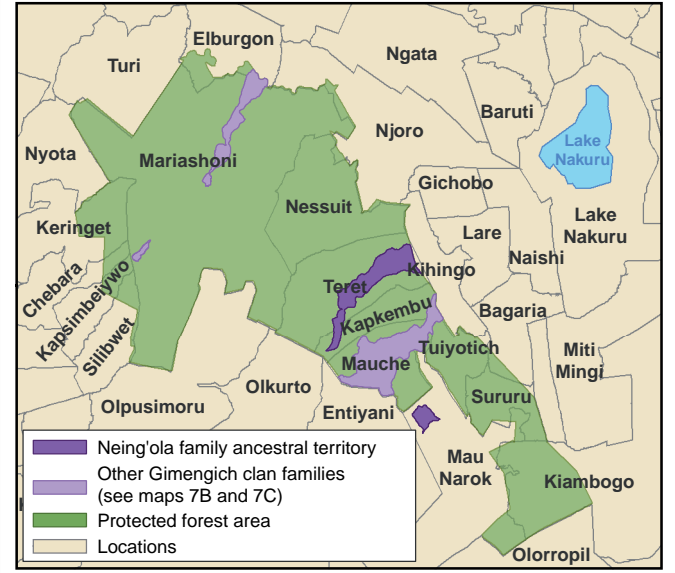 Elburgon
Turi
Ngata
Baruti
Lake
Nakuru
Njoro
Nyota
Mariashoni
Gichobo
Nessuit
Lake
Nakuru
Keringet
Lare
Naishi
Kihingo
Chebara
Teret
Kapsimbeiywo
Kapkembu
Bagaria
Silibwet
Tuiyotich
Mauche
Miti
Mingi
Olkurto
Sururu
Olpusimoru
Entiyani
Mau
Narok
Kiambogo
Olorropil
Neing'ola family ancestral territory
Other Gimengich clan families
(see maps 7B and 7C)
Protected forest area
Locations